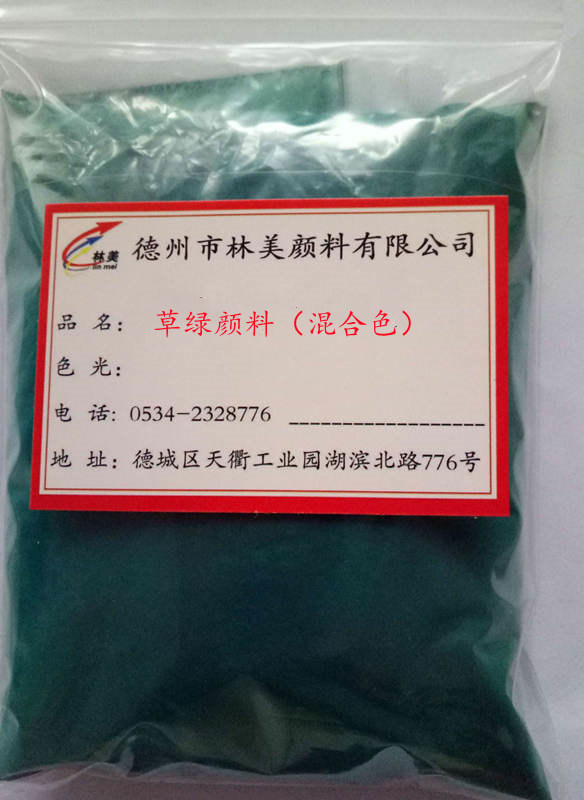 林美
lin mei
德州市林美颜料有限公司
品 名： 草绿颜料（混合色）
色 光：
电 话: 0534-2328776
地 址： 德城区天衢工业园湖滨北路776号